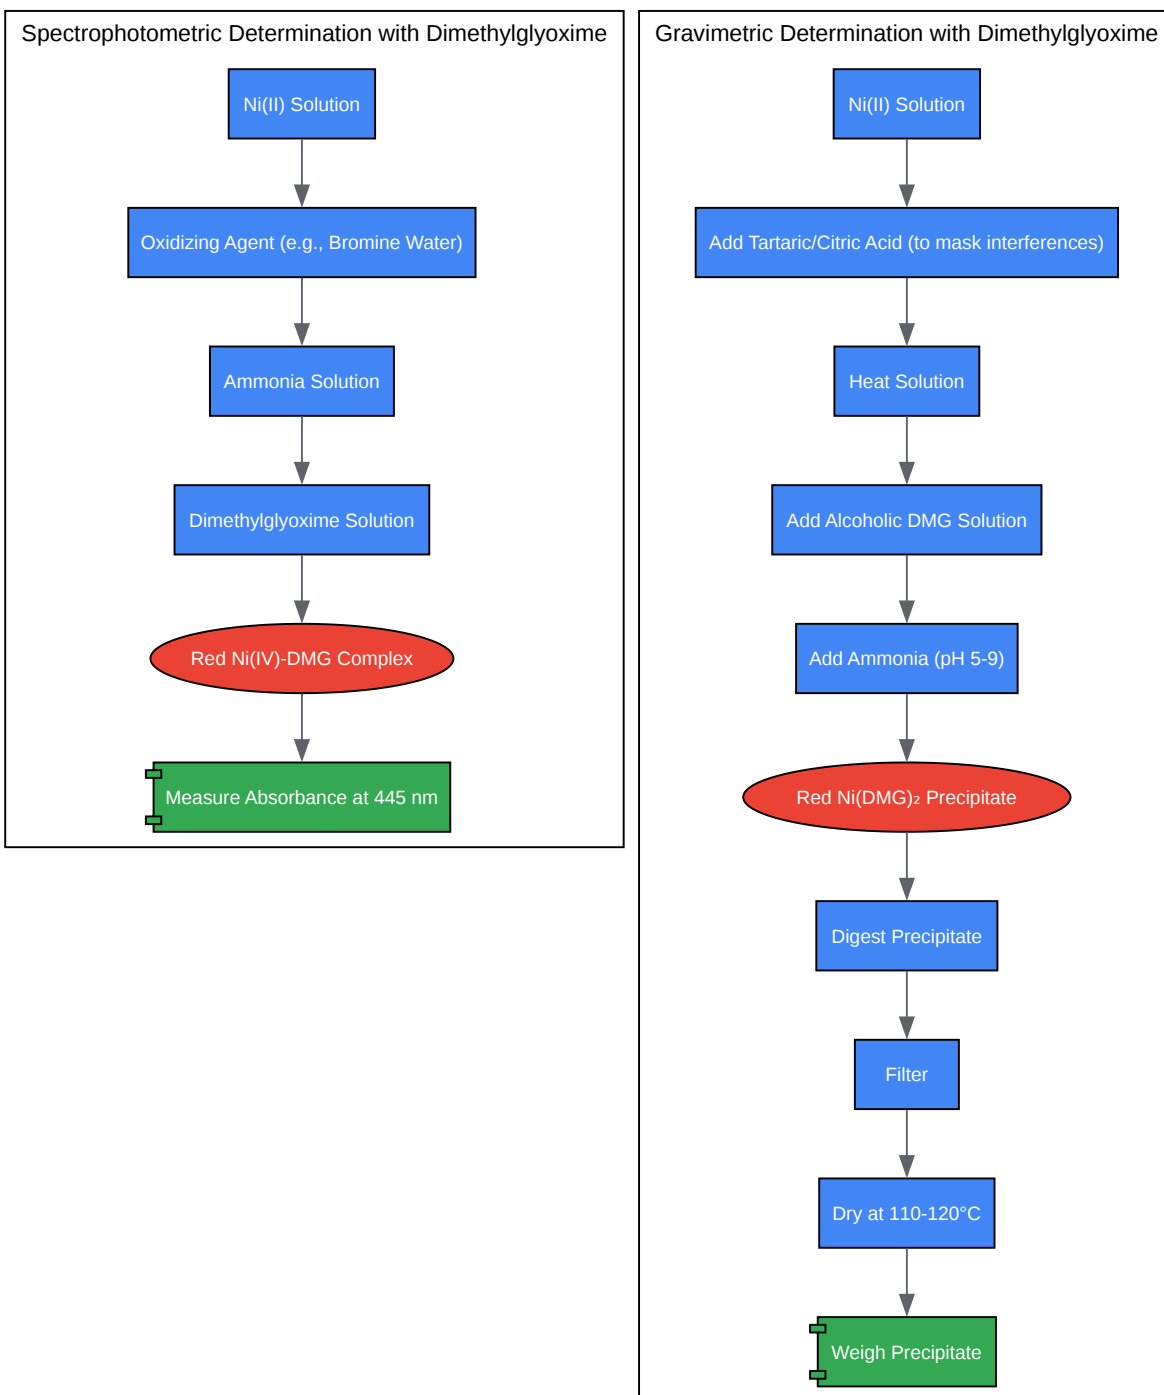 Spectrophotometric Determination with Dimethylglyoxime
Ni(II) Solution
Oxidizing Agent (e.g., Bromine Water)
Ammonia Solution
Dimethylglyoxime Solution
Red Ni(IV)-DMG Complex
Measure Absorbance at 445 nm
Gravimetric Determination with Dimethylglyoxime
Ni(II) Solution
Add Tartaric/Citric Acid (to mask interferences)
Heat Solution
Add Alcoholic DMG Solution
Add Ammonia (pH 5-9)
Red Ni(DMG)₂ Precipitate
Digest Precipitate
Filter
Dry at 110-120°C
Weigh Precipitate